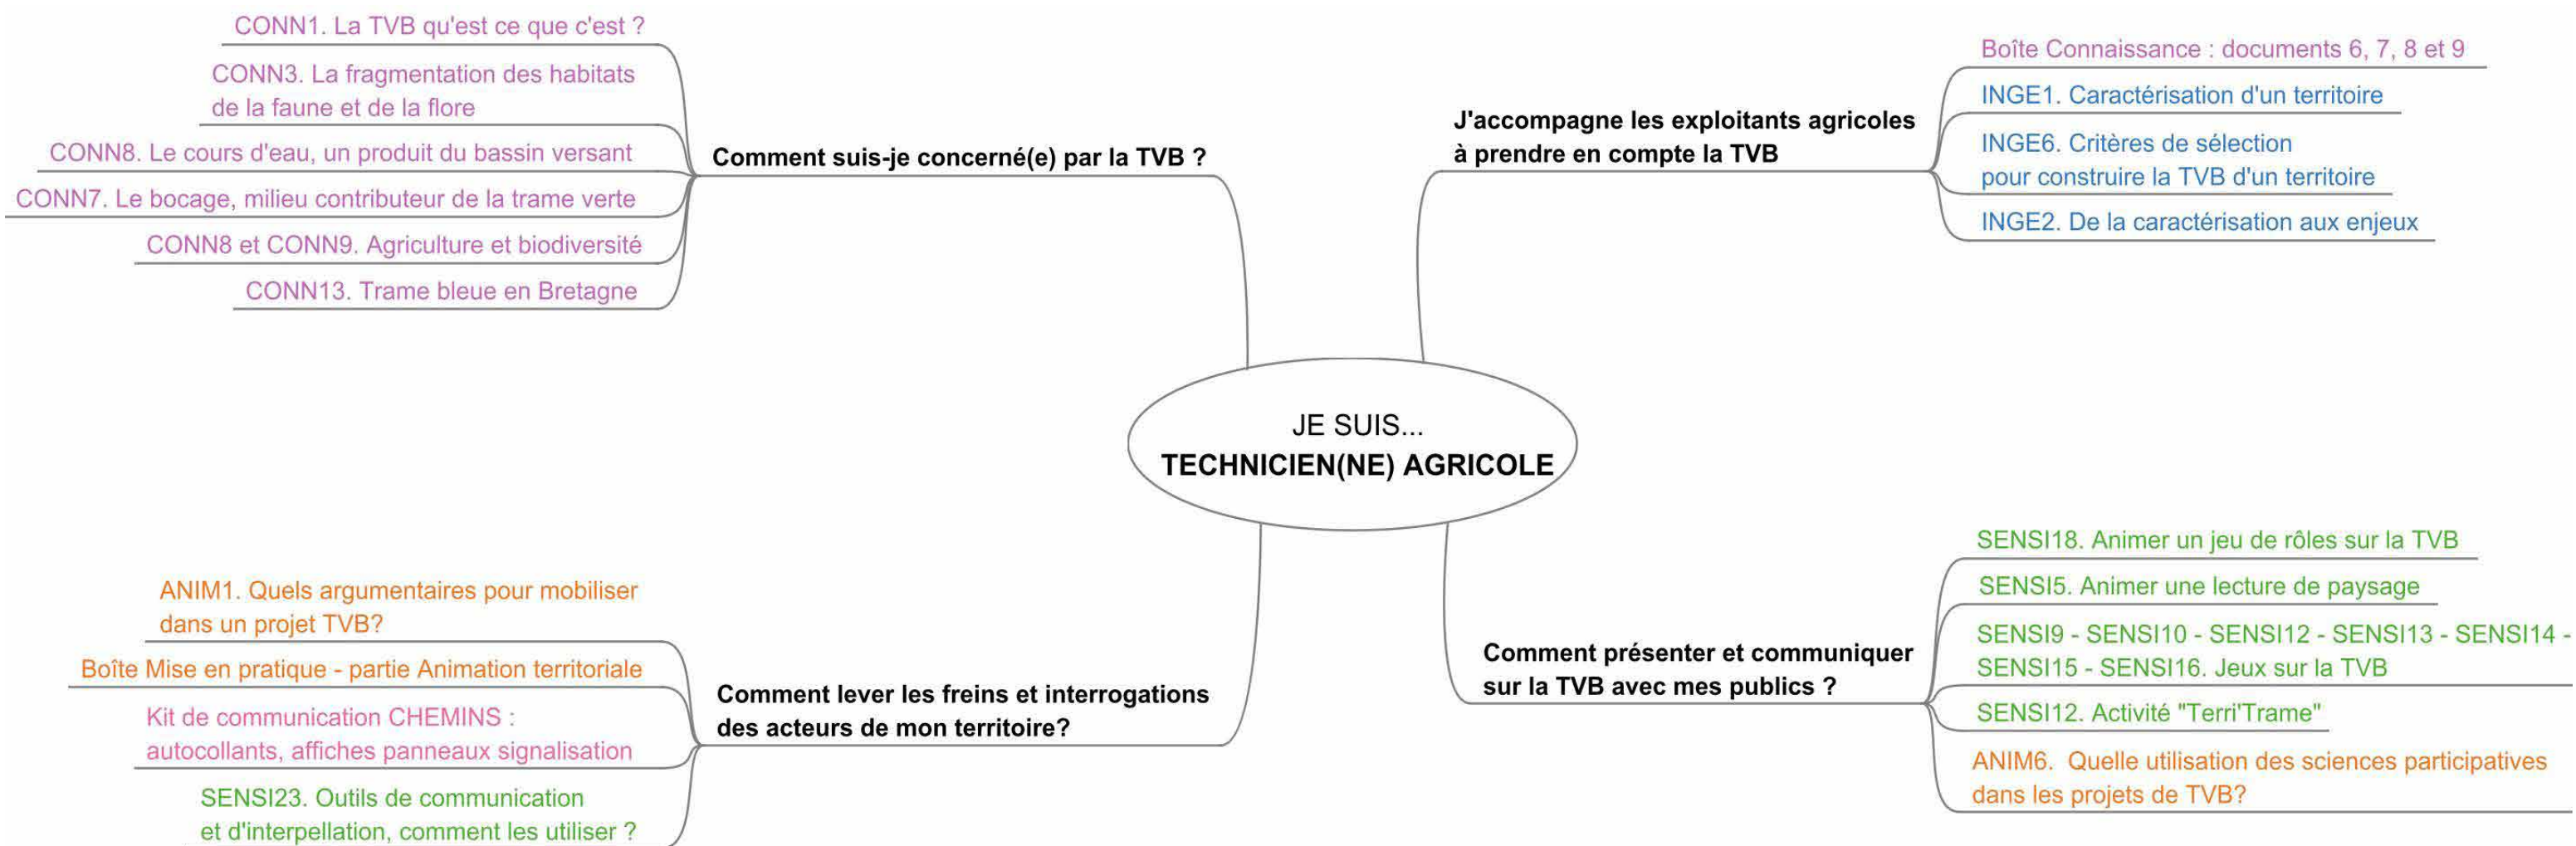 CONN1. La TVB qu'est ce que c'est ?
CONN3. La fragmentation des habitats
de la faune et de la flore
CONN8. Le cours d'eau, un produit du bassin versant
CONN7. Le bocage, milieu contributeur de la trame verte
CONN8 et CONN9. Agriculture et biodiversité
CONN13. Trame bleue en Bretagne
Comment suis-je concerné(e) par la TVB ?
J'accompagne les exploitants agricoles
à prendre en compte la TVB
Boîte Connaissance : documents 6, 7, 8 et 9
INGE1. Caractérisation d'un territoire
INGE6. Critères de sélection
pour construire la TVB d'un territoire
INGE2. De la caractérisation aux enjeux
JE SUIS...
TECHNICIEN(NE) AGRICOLE
ANIM1. Quels argumentaires pour mobiliser
dans un projet TVB?
Boîte Mise en pratique - partie Animation territoriale
Kit de communication CHEMINS :
autocollants, affiches panneaux signalisation
SENSI23. Outils de communication
et d'interpellation, comment les utiliser ?
Comment lever les freins et interrogations
des acteurs de mon territoire?
Comment présenter et communiquer
sur la TVB avec mes publics ?
SENSI18. Animer un jeu de rôles sur la TVB
SENSI5. Animer une lecture de paysage
SENSI9 - SENSI10 - SENSI12 - SENSI13 - SENSI14 -
SENSI15 - SENSI16. Jeux sur la TVB
SENSI12. Activité "Terri'Trame"
ANIM6. Quelle utilisation des sciences participatives
dans les projets de TVB?